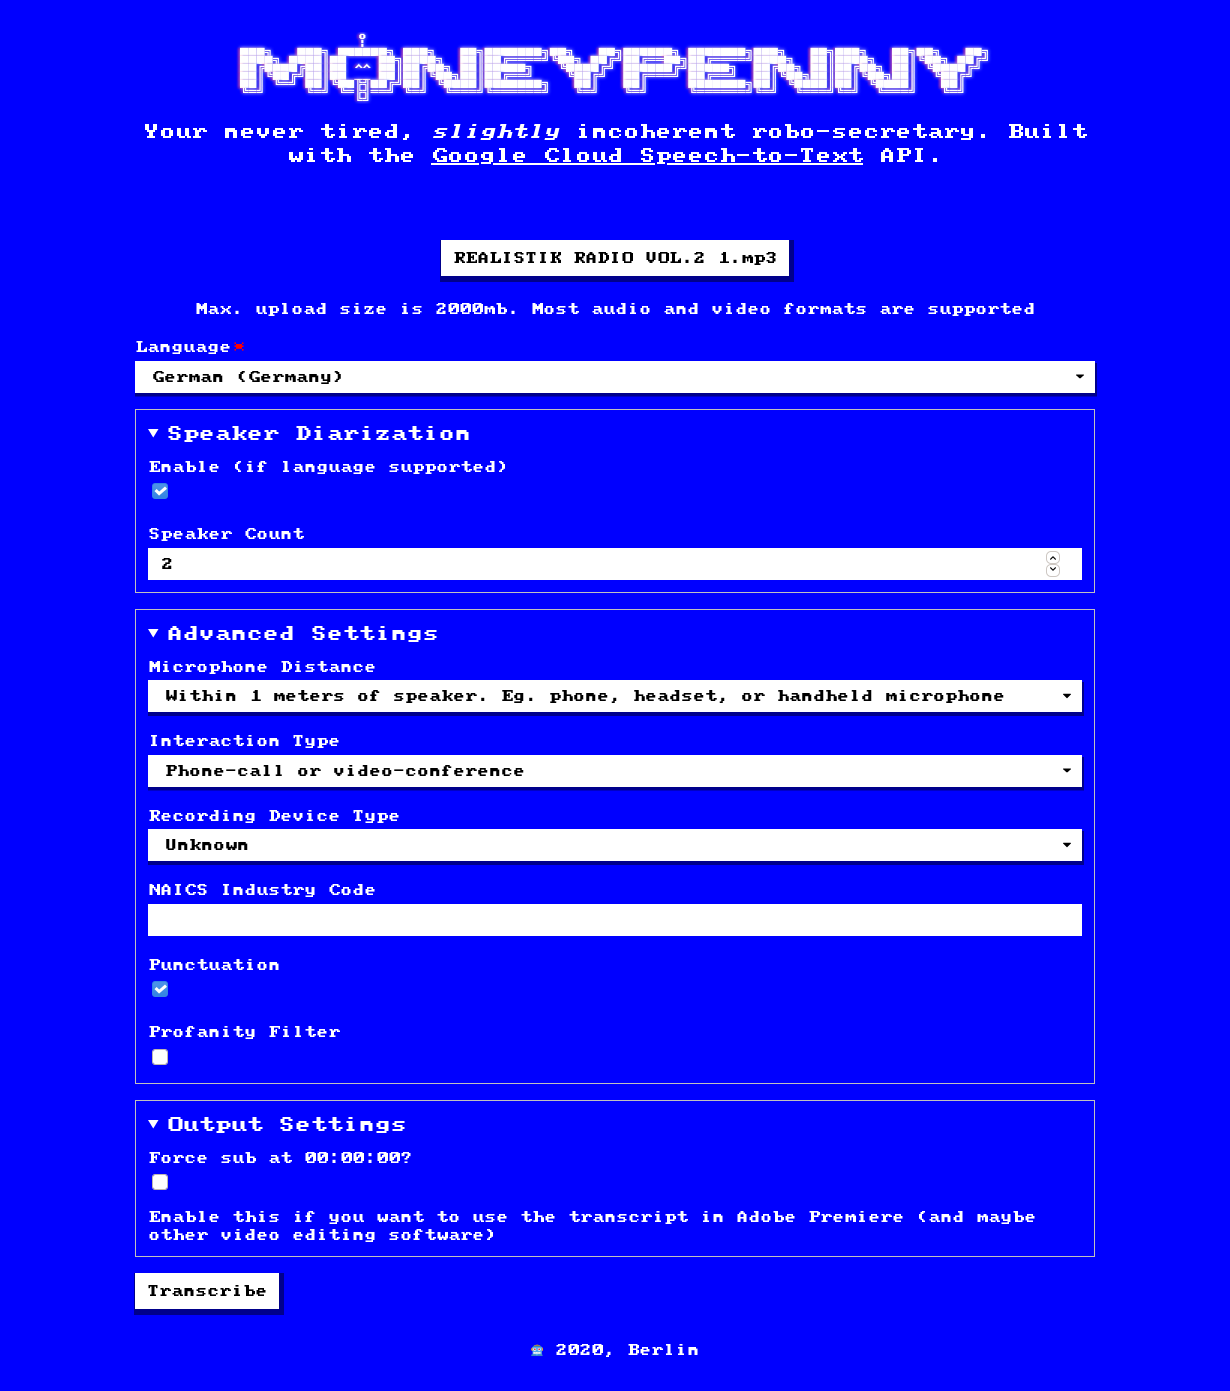 MONEYPENNY
Your never tired, slightly incoherent robo-secretary. Built
with the Google Cloud Speech-to-Text API.
REALISTIK RADIO VOL.2 1.mp3
Max. upload size is 2000mb. Most audio and video formats are supported
Language*
German (Germany)
▼ Speaker Diarization
Enable (if language supported)
Speaker Count
2
▼ Advanced Settings
Microphone Distance
Within 1 meters of speaker. Eg. phone, headset, or handheld microphone
Interaction Type
Phone-call or video-conference
Recording Device Type
Unknown
NAICS Industry Code
Punctuation
Profanity Filter
▼ Output Settings
Force sub at 00:00:00?
Enable this if you want to use the transcript in Adobe Premiere (and maybe
other video editing software)
Transcribe
🤖 2020, Berlin